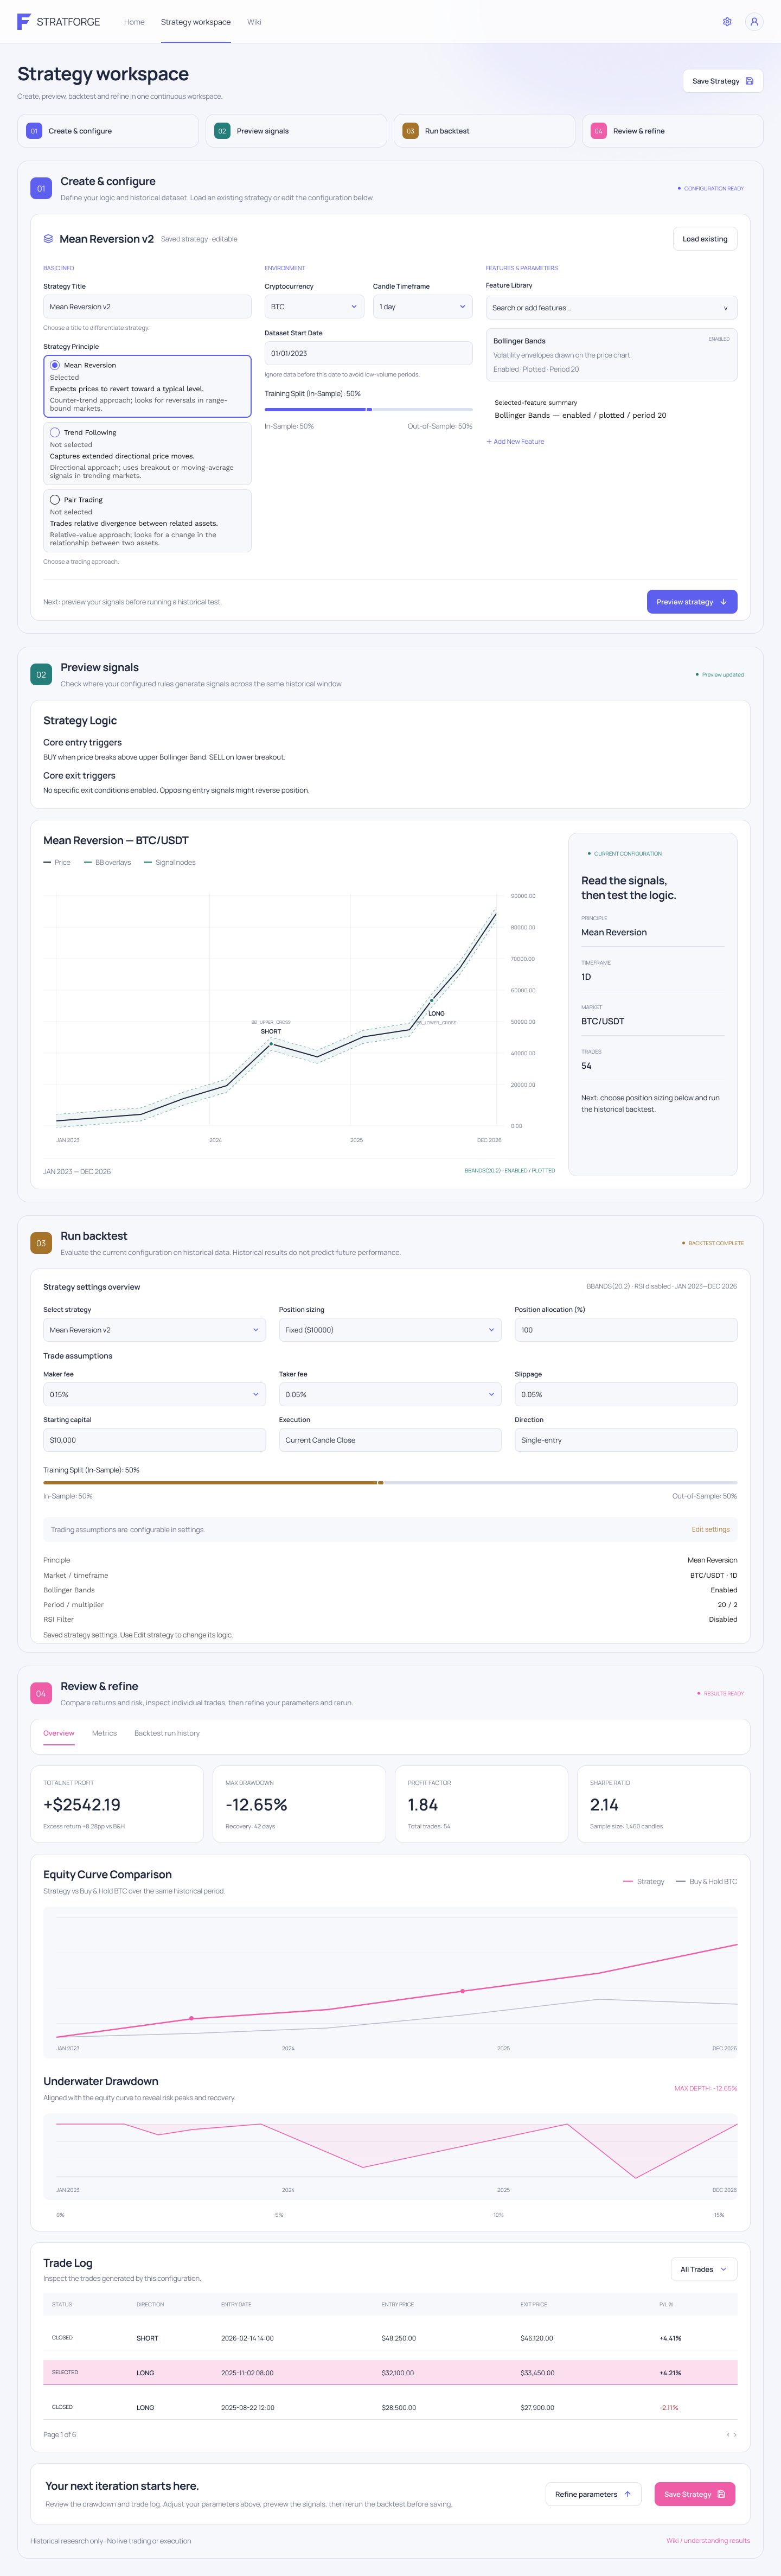 STRATFORGE
Home
Strategy workspace
Wiki
Strategy workspace
Create, preview, backtest and refine in one continuous workspace.
Save Strategy
01 Create & configure
02 Preview signals
03 Run backtest
04 Review & refine
01
Create & configure
Define your logic and historical dataset. Load an existing strategy or edit the configuration below.
CONFIGURATION READY
Mean Reversion v2
Saved strategy · editable
Load existing
BASIC INFO
Strategy Title
Mean Reversion v2
Choose a title to differentiate strategy.
Strategy Principle
Mean Reversion
Selected
Expects prices to revert toward a typical level.
Counter-trend approach; looks for reversals in range-
bound markets.
Trend Following
Not selected
Captures extended directional price moves.
Directional approach; uses breakout or moving-average
signals in trending markets.
Pair Trading
Not selected
Trades relative divergence between related assets.
Relative-value approach; looks for a change in the
relationship between two assets.
Choose a trading approach.
ENVIRONMENT
Cryptocurrency
BTC
Candle Timeframe
1 day
Dataset Start Date
01/01/2023
Ignore data before this date to avoid low-volume periods.
Training Split (In-Sample): 50%
In-Sample: 50%
Out-of-Sample: 50%
FEATURES & PARAMETERS
Feature Library
Search or add features...
v
Bollinger Bands
ENABLED
Volatility envelopes drawn on the price chart.
Enabled · Plotted · Period 20
Selected-feature summary
Bollinger Bands — enabled / plotted / period 20
+ Add New Feature
Next: preview your signals before running a historical test.
Preview strategy
02
Preview signals
Check where your configured rules generate signals across the same historical window.
Preview updated
Strategy Logic
Core entry triggers
BUY when price breaks above upper Bollinger Band. SELL on lower breakout.
Core exit triggers
No specific exit conditions enabled. Opposing entry signals might reverse position.
Mean Reversion — BTC/USDT
Price
BB overlays
Signal nodes
90000.00
80000.00
70000.00
60000.00
50000.00
40000.00
20000.00
0.00
BB_UPPER_CROSS
SHORT
LONG
BB_LOWER_CROSS
JAN 2023
2024
2025
DEC 2026
JAN 2023 — DEC 2026
BBANDS(20,2) · ENABLED / PLOTTED
CURRENT CONFIGURATION
Read the signals,
then test the logic.
PRINCIPLE
Mean Reversion
TIMEFRAME
1D
MARKET
BTC/USDT
TRADES
54
Next: choose position sizing below and run
the historical backtest.
03
Run backtest
Evaluate the current configuration on historical data. Historical results do not predict future performance.
BACKTEST COMPLETE
Strategy settings overview
BBANDS(20,2) · RSI disabled · JAN 2023—DEC 2026
Select strategy
Mean Reversion v2
Position sizing
Fixed ($10000)
Position allocation (%)
100
Trade assumptions
Maker fee
0.15%
Taker fee
0.05%
Slippage
0.05%
Starting capital
$10,000
Execution
Current Candle Close
Direction
Single-entry
Training Split (In-Sample): 50%
In-Sample: 50%
Out-of-Sample: 50%
Trading assumptions are configurable in settings.
Edit settings
Principle
Mean Reversion
Market / timeframe
BTC/USDT · 1D
Bollinger Bands
Enabled
Period / multiplier
20 / 2
RSI Filter
Disabled
Saved strategy settings. Use Edit strategy to change its logic.
04
Review & refine
Compare returns and risk, inspect individual trades, then refine your parameters and rerun.
RESULTS READY
Overview
Metrics
Backtest run history
TOTAL NET PROFIT
+$2542.19
Excess return +8.28pp vs B&H
MAX DRAWDOWN
-12.65%
Recovery: 42 days
PROFIT FACTOR
1.84
Total trades: 54
SHARPE RATIO
2.14
Sample size: 1,460 candles
Equity Curve Comparison
Strategy vs Buy & Hold BTC over the same historical period.
Strategy
Buy & Hold BTC
JAN 2023
2024
2025
DEC 2026
Underwater Drawdown
Aligned with the equity curve to reveal risk peaks and recovery
MAX DEPTH: -12.65%
JAN 2023
2024
2025
DEC 2026
0%
-5%
-10%
-15%
Trade Log
Inspect the trades generated by this configuration.
All Trades
STATUS DIRECTION ENTRY DATE ENTRY PRICE EXIT PRICE P/L %
CLOSED SHORT 2026-02-14 14:00 $48,250.00 $46,120.00 +4.41%
SELECTED LONG 2025-11-02 08:00 $32,100.00 $33,450.00 +4.21%
CLOSED LONG 2025-08-22 12:00 $28,500.00 $27,900.00 -2.11%
Page 1 of 6
‹ ›
Your next iteration starts here.
Review the drawdown and trade log. Adjust your parameters above, preview the signals, then rerun the backtest before saving.
Refine parameters
Save Strategy
Historical research only · No live trading or execution
Wiki / understanding results